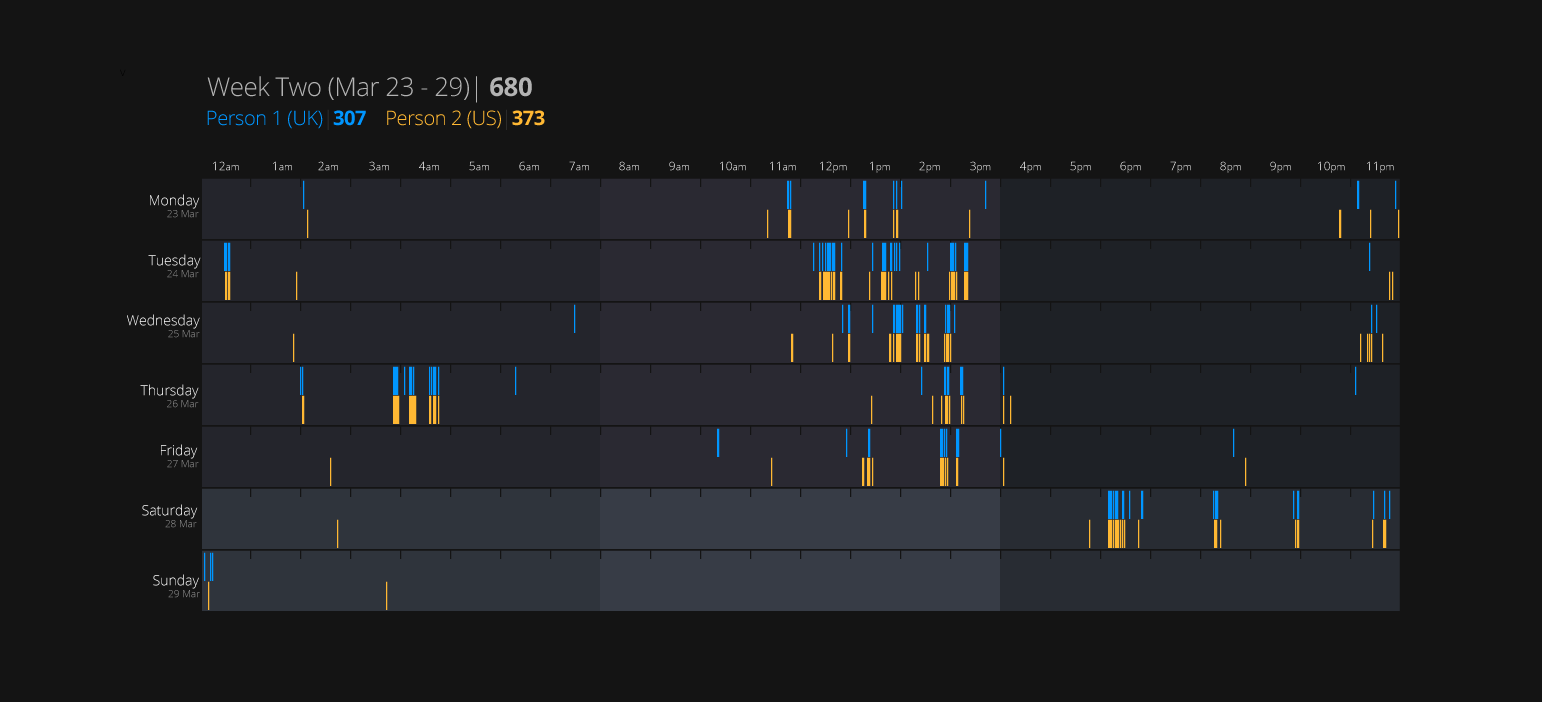 Week Two (Mar 23 - 29)| 680
Person 1 (UK) | 307 Person 2 (US) | 373
12am 1am 2am 3am 4am 5am 6am 7am 8am 9am 10am 11am 12pm 1pm 2pm 3pm 4pm 5pm 6pm 7pm 8pm 9pm 10pm 11pm
Monday
23 Mar
Tuesday
24 Mar
Wednesday
25 Mar
Thursday
26 Mar
Friday
27 Mar
Saturday
28 Mar
Sunday
29 Mar